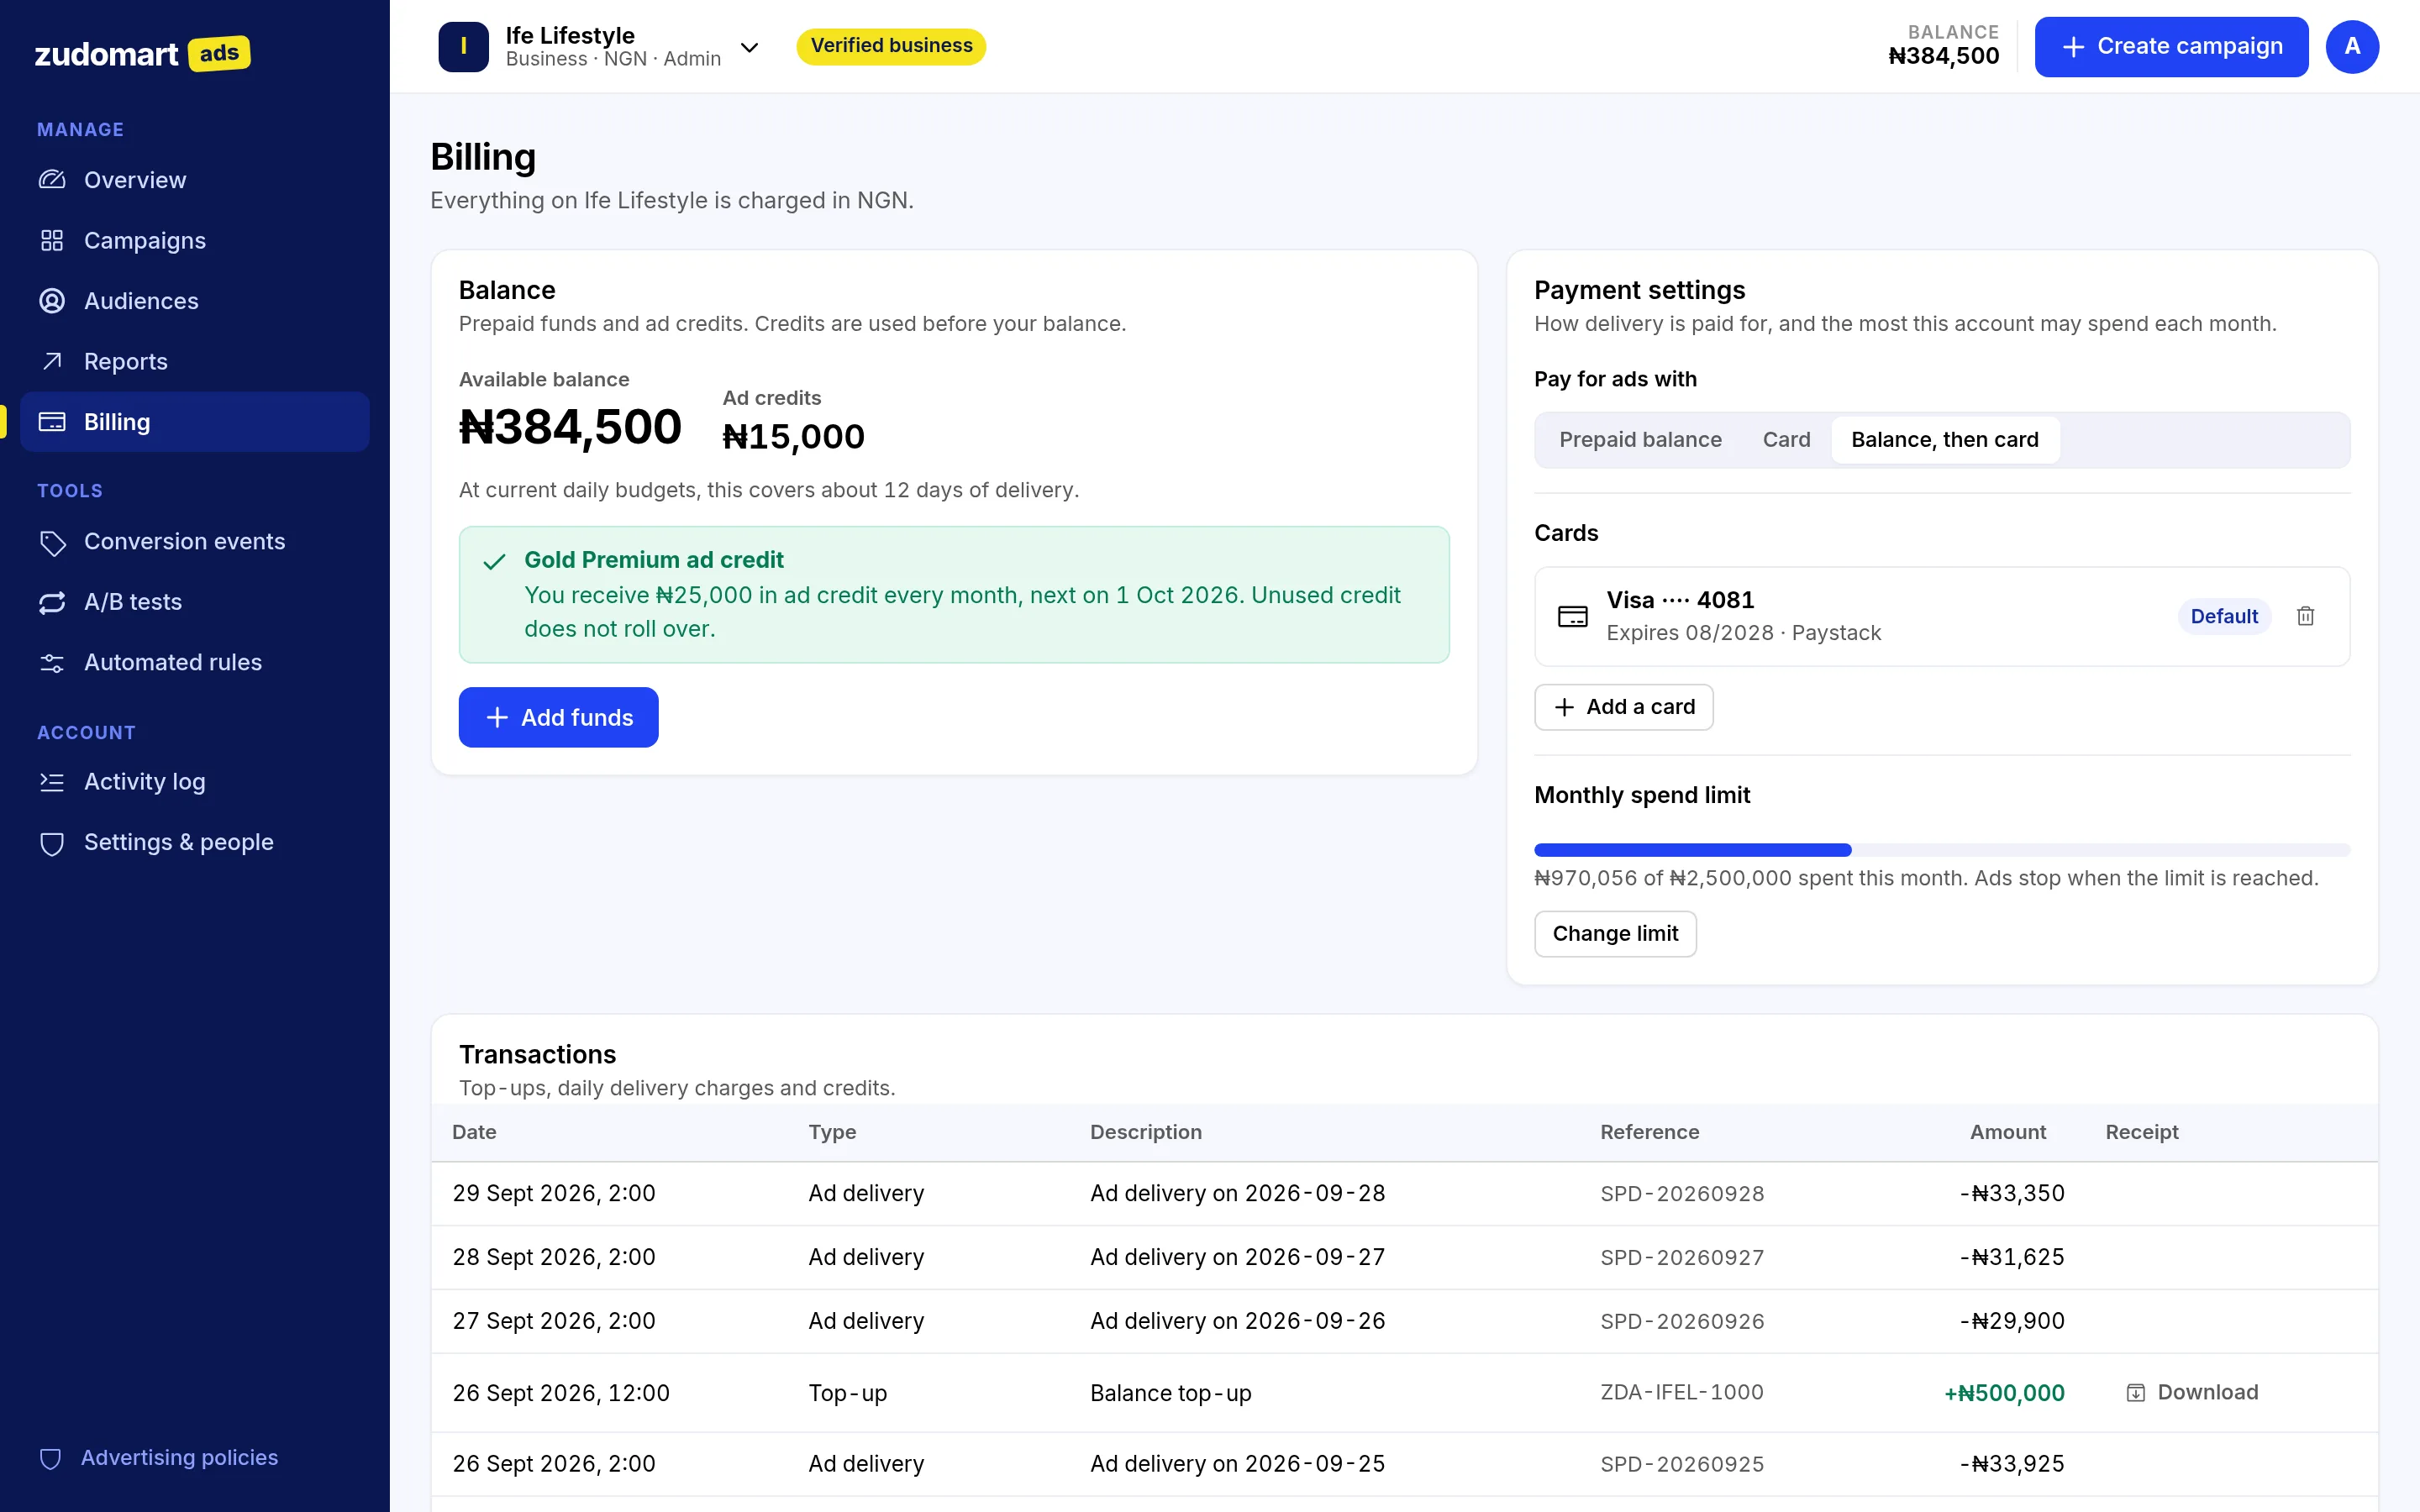 zudomart ads
MANAGE
Overview
Campaigns
Audiences
Reports
Billing
TOOLS
Conversion events
A/B tests
Automated rules
ACCOUNT
Activity log
Settings & people
Advertising policies
I
Ife Lifestyle
Business · NGN · Admin
Verified business
BALANCE
₦384,500
Create campaign
A
Billing
Everything on Ife Lifestyle is charged in NGN.
Balance
Prepaid funds and ad credits. Credits are used before your balance.
Available balance
₦384,500
Ad credits
₦15,000
At current daily budgets, this covers about 12 days of delivery.
Gold Premium ad credit
You receive ₦25,000 in ad credit every month, next on 1 Oct 2026. Unused credit
does not roll over.
Add funds
Payment settings
How delivery is paid for, and the most this account may spend each month.
Pay for ads with
Prepaid balance Card Balance, then card
Cards
Visa ···· 4081
Expires 08/2028 · Paystack
Default
Add a card
Monthly spend limit
₦970,056 of ₦2,500,000 spent this month. Ads stop when the limit is reached.
Change limit
Transactions
Top-ups, daily delivery charges and credits.
Date Type Description Reference Amount Receipt
29 Sept 2026, 2:00 Ad delivery Ad delivery on 2026-09-28 SPD-20260928 -₦33,350
28 Sept 2026, 2:00 Ad delivery Ad delivery on 2026-09-27 SPD-20260927 -₦31,625
27 Sept 2026, 2:00 Ad delivery Ad delivery on 2026-09-26 SPD-20260926 -₦29,900
26 Sept 2026, 12:00 Top-up Balance top-up ZDA-IFEL-1000 +₦500,000 Download
26 Sept 2026, 2:00 Ad delivery Ad delivery on 2026-09-25 SPD-20260925 -₦33,925